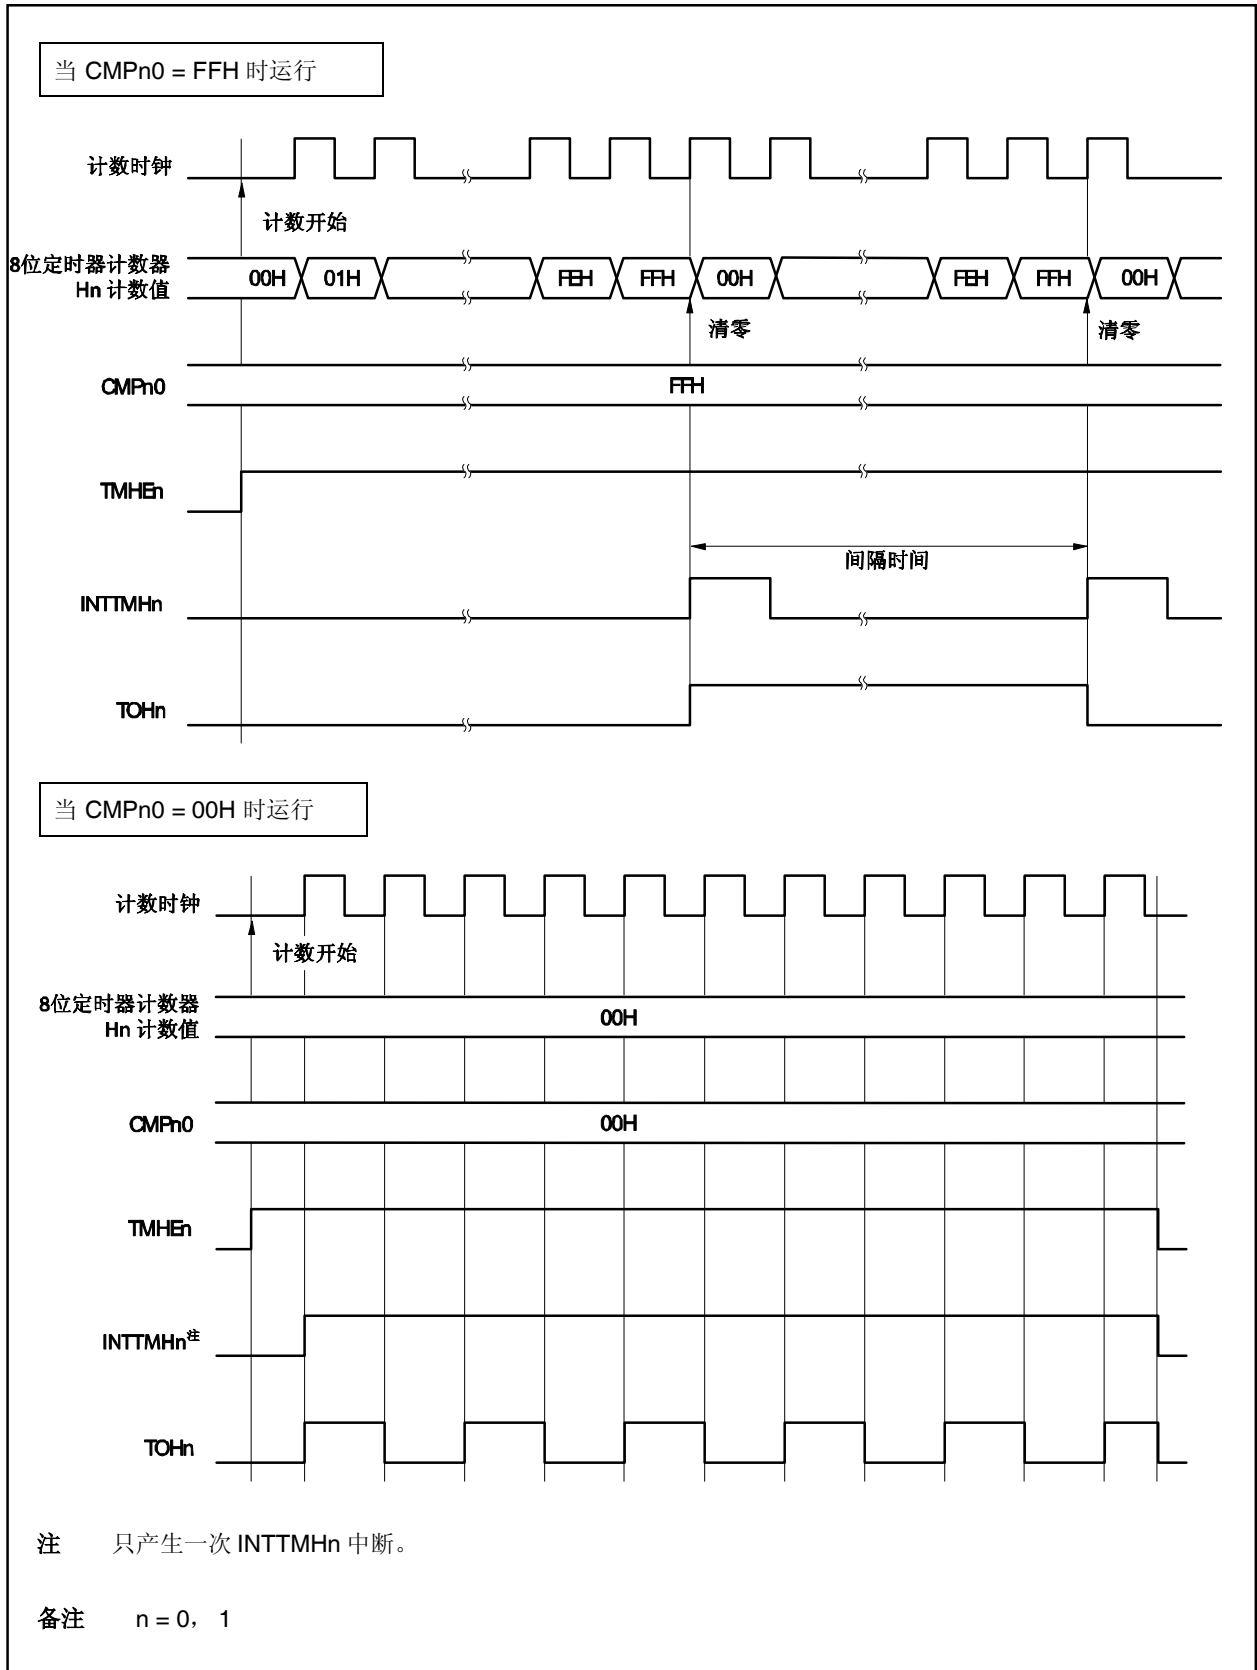 当 CMPn0 = FFH 时运行
计数时钟
计数开始
8位定时器计数器
Hn 计数值
00H 01H FEH FFH 00H FEH FFH 00H
清零 清零
CMPn0 FFH
TMHEn
间隔时间
INTTMHn
TOHn
当 CMPn0 = 00H 时运行
计数时钟
计数开始
8位定时器计数器
Hn 计数值
00H
CMPn0 00H
TMHEn
INTTMHn注
TOHn
注 只产生一次 INTTMHn 中断。
备注 n = 0， 1